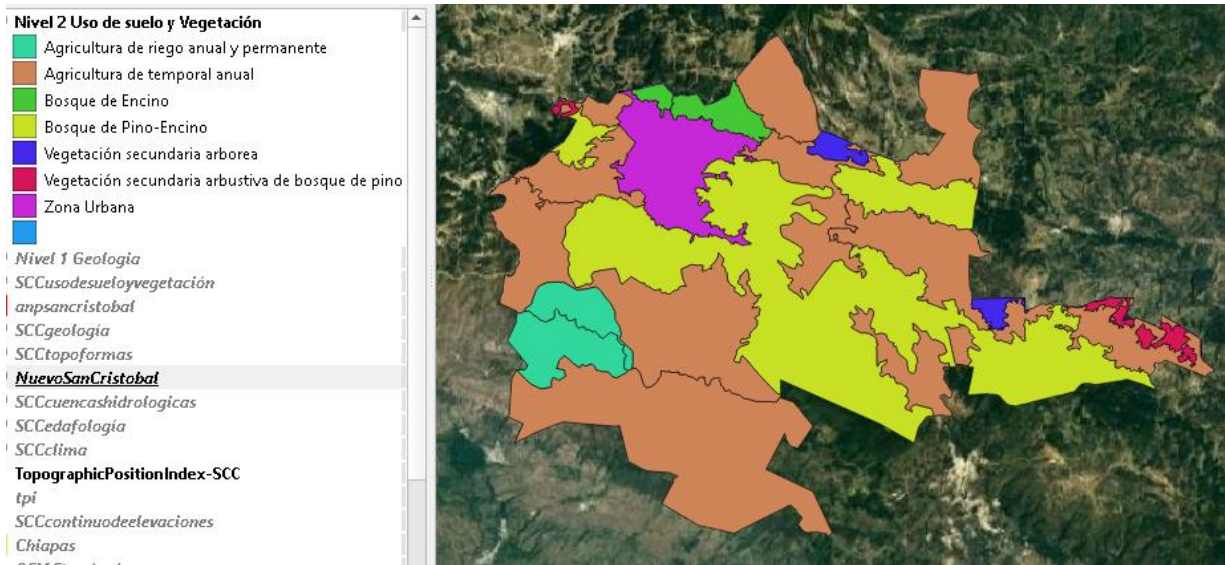 Nivel 2 Uso de suelo y Vegetación
Agricultura de riego anual y permanente
Agricultura de temporal anual
Bosque de Encino
Bosque de Pino-Encino
Vegetación secundaria arborea
Vegetación secundaria arbustiva de bosque de pino
Zona Urbana
Nivel 1 Geologia
SCCusodesueloyvegetación
anpsancristobal
SCCgeología
SCCtopoformas
NuevoSanCristobal
SCCcuencashidrologicas
SCCedafología
SCCclima
TopographicPositionIndex-SCC
tpi
SCCcontinuodeelevaciones
Chiapas